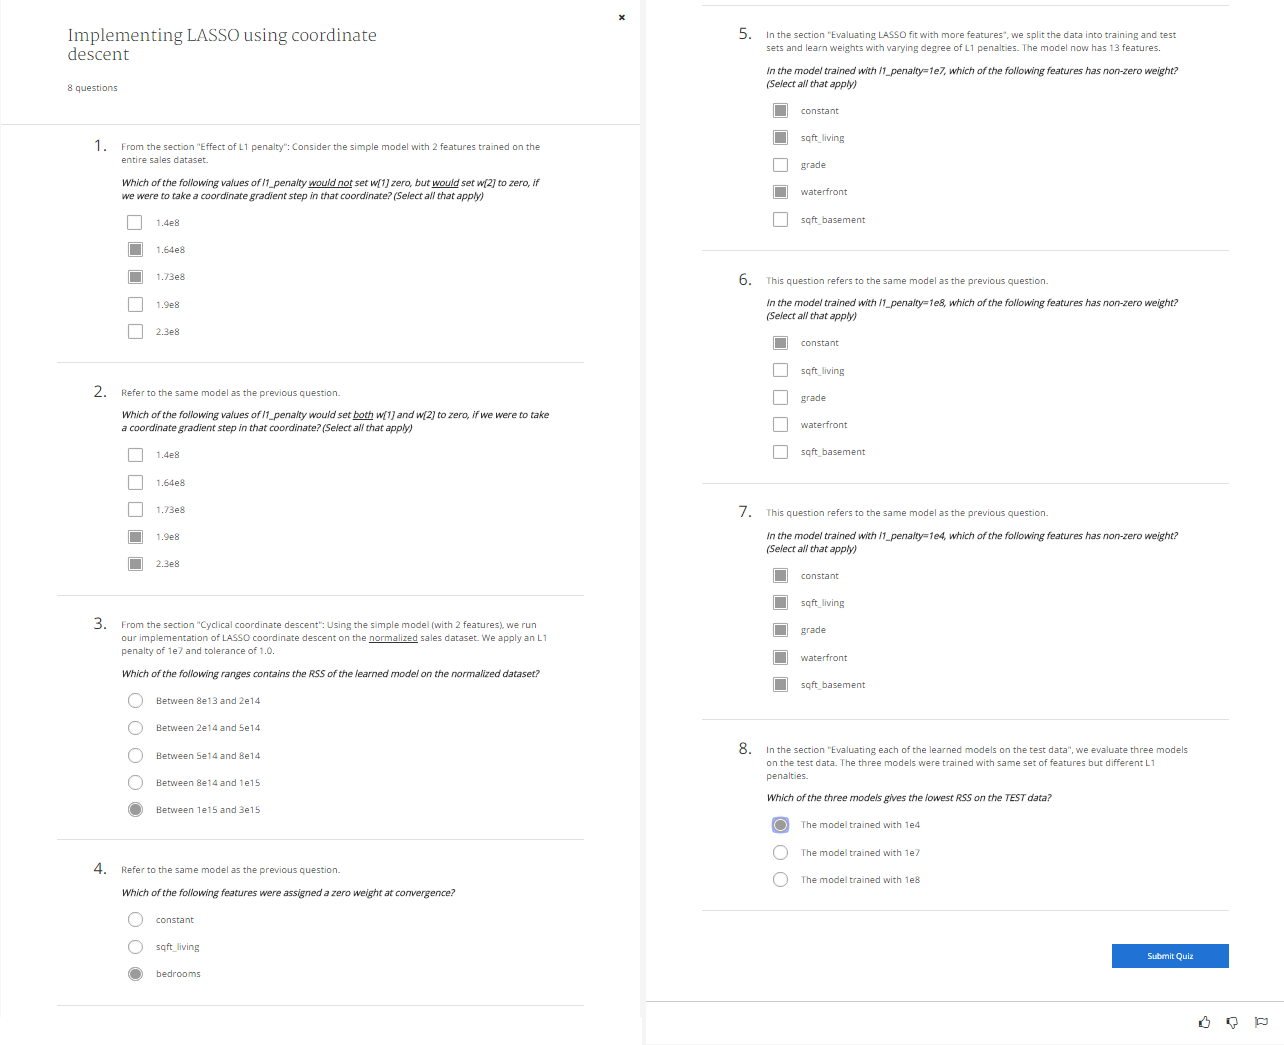 Implementing LASSO using coordinate
descent
8 questions
1. From the section "Effect of L1 penalty": Consider the simple model with 2 features trained on the
entire sales dataset.
Which of the following values of l1_penalty would not set w[1] zero, but would set w[2] to zero, if
we were to take a coordinate gradient step in that coordinate? (Select all that apply)
1.4e8
1.64e8
1.73e8
1.9e8
2.3e8
2. Refer to the same model as the previous question.
Which of the following values of l1_penalty would set both w[1] and w[2] to zero, if we were to take
a coordinate gradient step in that coordinate? (Select all that apply)
1.4e8
1.64e8
1.73e8
1.9e8
2.3e8
3. From the section "Cyclical coordinate descent": Using the simple model (with 2 features), we run
our implementation of LASSO coordinate descent on the normalized sales dataset. We apply an L1
penalty of 1e7 and tolerance of 1.0.
Which of the following ranges contains the RSS of the learned model on the normalized dataset?
Between 8e13 and 2e14
Between 2e14 and 5e14
Between 5e14 and 8e14
Between 8e14 and 1e15
Between 1e15 and 3e15
4. Refer to the same model as the previous question.
Which of the following features were assigned a zero weight at convergence?
constant
sqft_living
bedrooms
5. In the section "Evaluating LASSO fit with more features", we split the data into training and test
sets and learn weights with varying degree of L1 penalties. The model now has 13 features.
In the model trained with l1_penalty=1e7, which of the following features has non-zero weight?
(Select all that apply)
constant
sqft_living
grade
waterfront
sqft_basement
6. This question refers to the same model as the previous question.
In the model trained with l1_penalty=1e8, which of the following features has non-zero weight?
(Select all that apply)
constant
sqft_living
grade
waterfront
sqft_basement
7. This question refers to the same model as the previous question.
In the model trained with l1_penalty=1e4, which of the following features has non-zero weight?
(Select all that apply)
constant
sqft_living
grade
waterfront
sqft_basement
8. In the section "Evaluating each of the learned models on the test data", we evaluate three models
on the test data. The three models were trained with same set of features but different L1
penalties.
Which of the three models gives the lowest RSS on the TEST data?
The model trained with 1e4
The model trained with 1e7
The model trained with 1e8
Submit Quiz